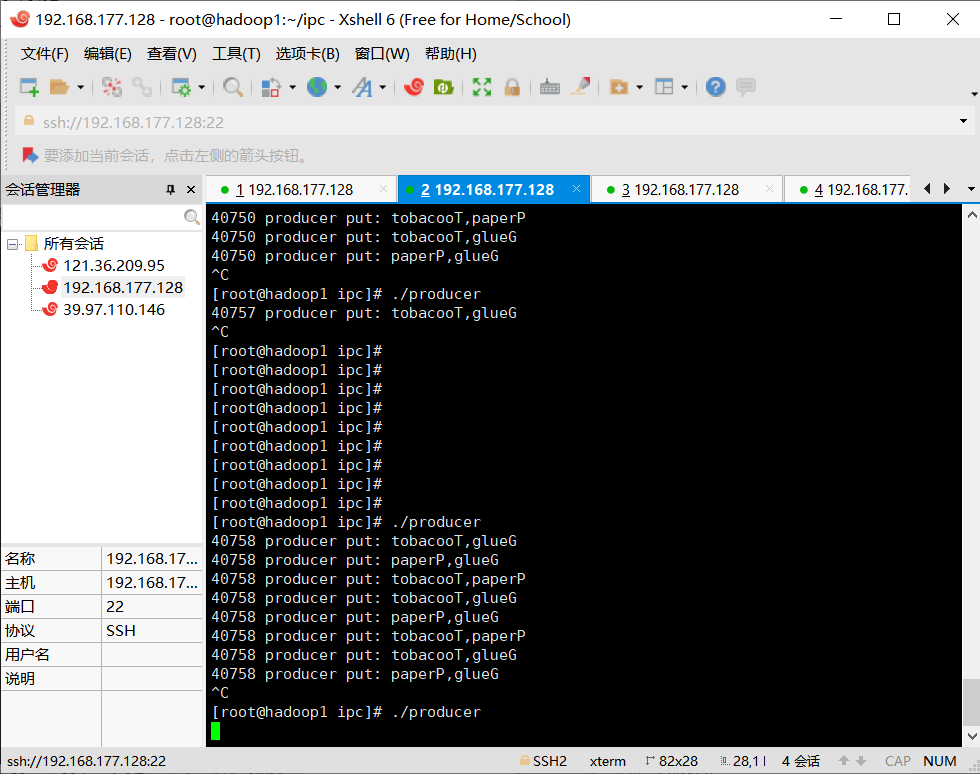 192.168.177.128 - root@hadoop1:~/ipc - Xshell 6 (Free for Home/School)
文件(F) 编辑(E) 查看(V) 工具(T) 选项卡(B) 窗口(W) 帮助(H)
ssh://192.168.177.128:22
要添加当前会话，点击左侧的箭头按钮。
会话管理器
1 192.168.177.128
2 192.168.177.128
3 192.168.177.128
4 192.168.177.
所有会话
121.36.209.95
192.168.177.128
39.97.110.146
名称 192.168.17...
主机 192.168.17...
端口 22
协议 SSH
用户名
说明
40750 producer put: tobacooT,paperP
40750 producer put: tobacooT,glueG
40750 producer put: paperP,glueG
^C
[root@hadoop1 ipc]# ./producer
40757 producer put: tobacooT,glueG
^C
[root@hadoop1 ipc]#
[root@hadoop1 ipc]#
[root@hadoop1 ipc]#
[root@hadoop1 ipc]#
[root@hadoop1 ipc]#
[root@hadoop1 ipc]#
[root@hadoop1 ipc]#
[root@hadoop1 ipc]#
[root@hadoop1 ipc]#
[root@hadoop1 ipc]# ./producer
40758 producer put: tobacooT,glueG
40758 producer put: paperP,glueG
40758 producer put: tobacooT,paperP
40758 producer put: tobacooT,glueG
40758 producer put: paperP,glueG
40758 producer put: tobacooT,paperP
40758 producer put: tobacooT,glueG
40758 producer put: paperP,glueG
^C
[root@hadoop1 ipc]# ./producer
ssh://192.168.177.128:22 SSH2 xterm 82x28 28,1 4 会话 CAP NUM